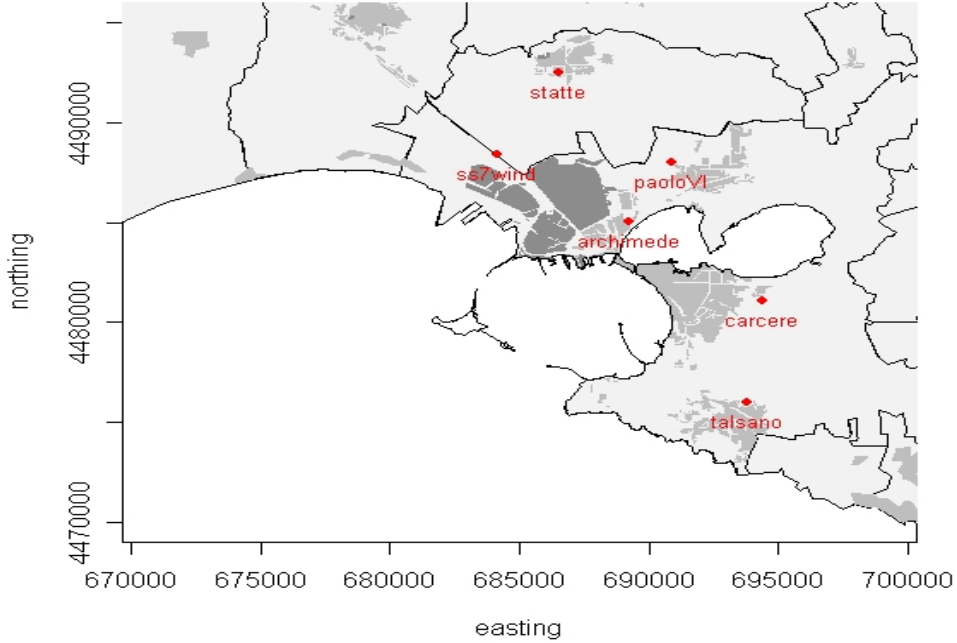 4490000
4480000
4470000
northing
statte
ss7wind
paoloVI
archimede
carcere
talsano
670000 675000 680000 685000 690000 695000 700000
easting